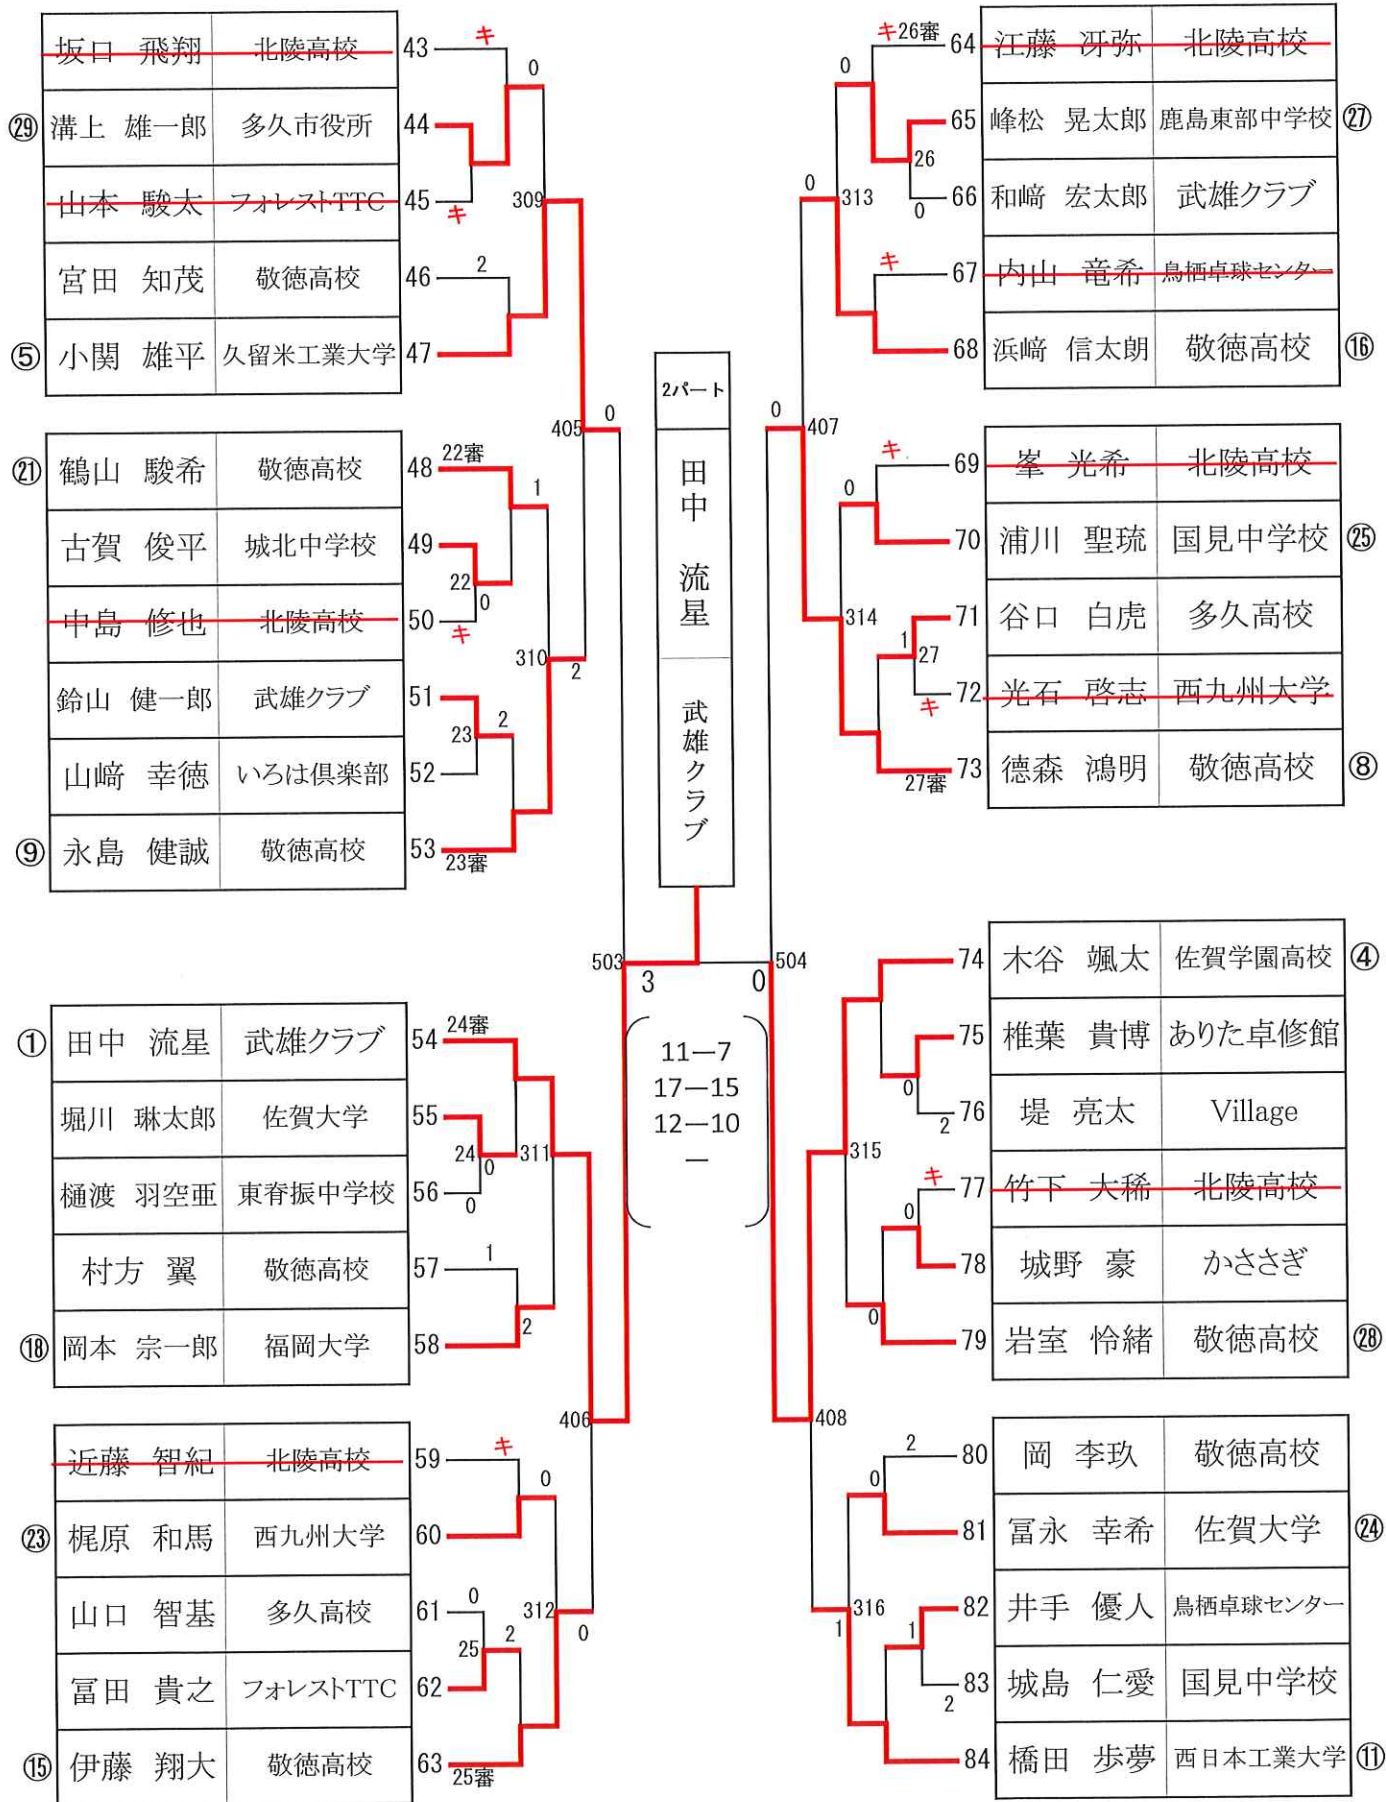 坂口 飛翔 北陵高校 43 キ
0
㉙ 溝上 雄一郎 多久市役所 44
山本 駿太 フォレストTTC 45 キ
309
宮田 知茂 敬徳高校 46 2
⑤ 小関 雄平 久留米工業大学 47
405 0
㉑ 鶴山 駿希 敬徳高校 48 22審
1
古賀 俊平 城北中学校 49
22 0
中島 修也 北陵高校 50 キ
310 2
鈴山 健一郎 武雄クラブ 51
23 2
山﨑 幸徳 いろは倶楽部 52
⑨ 永島 健誠 敬徳高校 53 23審
① 田中 流星 武雄クラブ 54 24審
堀川 琳太郎 佐賀大学 55
24 0 311
樋渡 羽空亜 東脊振中学校 56 0
村方 翼 敬徳高校 57 1
⑱ 岡本 宗一郎 福岡大学 58 2
406
近藤 智紀 北陵高校 59 キ
0
㉓ 梶原 和馬 西九州大学 60
山口 智基 多久高校 61 0
312 0
25 2
冨田 貴之 フォレストTTC 62
⑮ 伊藤 翔大 敬徳高校 63 25審
2パート
田中 流星
武雄クラブ
503 3 0 504
11—7
17—15
12—10
—
キ 26審 64 江藤 冴弥 北陵高校
0
65 峰松 晃太郎 鹿島東部中学校 ㉗
26
0 66 和﨑 宏太郎 武雄クラブ
0 313
キ 67 内山 竜希 鳥栖卓球センター
68 浜﨑 信太朗 敬徳高校 ⑯
0 407
キ 69 峯 光希 北陵高校
0
70 浦川 聖琉 国見中学校 ㉕
314
71 谷口 白虎 多久高校
1 27
キ 72 光石 啓志 西九州大学
27審 73 德森 鴻明 敬徳高校 ⑧
74 木谷 颯太 佐賀学園高校 ④
75 椎葉 貴博 ありた卓修館
0
2 76 堤 亮太 Village
315
キ 77 竹下 大稀 北陵高校
0
78 城野 豪 かささぎ
0
79 岩室 怜緒 敬徳高校 ㉘
408
2 80 岡 李玖 敬徳高校
0
81 冨永 幸希 佐賀大学 ㉔
1 316
82 井手 優人 鳥栖卓球センター
1
2 83 城島 仁愛 国見中学校
84 橋田 歩夢 西日本工業大学 ⑪